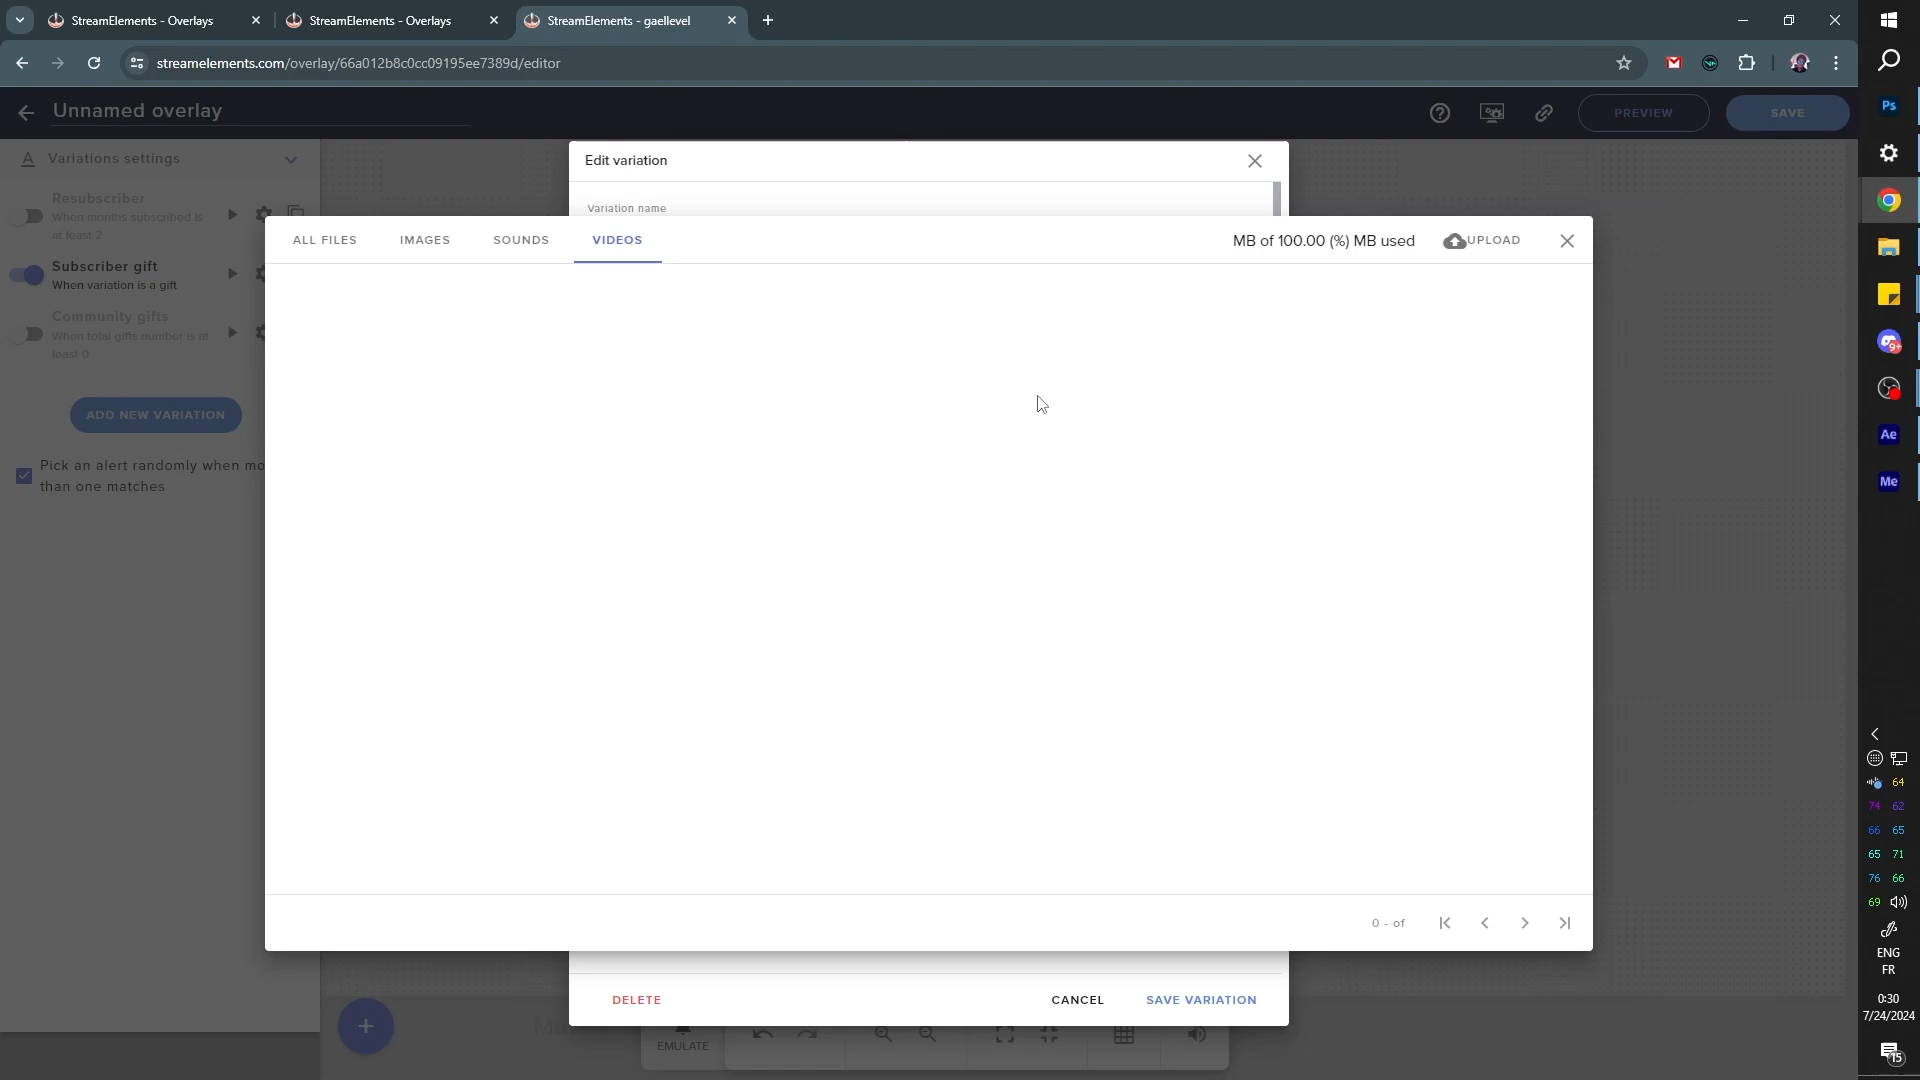 StreamElements - Overlays
StreamElements - Overlays
StreamElements - gaellevel
streamelements.com/overlay/66a012b8c0cc09195ee7389d/editor
Unnamed overlay
PREVIEW
SAVE
Variations settings
Resubscriber
When months subscribed is
at least 2
Subscriber gift
When variation is a gift
Community gifts
When total gifts number is at
least 0
ADD NEW VARIATION
Pick an alert randomly when mo
than one matches
Edit variation
Variation name
ALL FILES
IMAGES
SOUNDS
VIDEOS
MB of 100.00 (%) MB used
UPLOAD
0 - of
DELETE
CANCEL
SAVE VARIATION
EMULATE
Ps
9+
Ae
Me
64
74 62
66 65
65 71
76 66
69
ENG
FR
0:30
7/24/2024
15